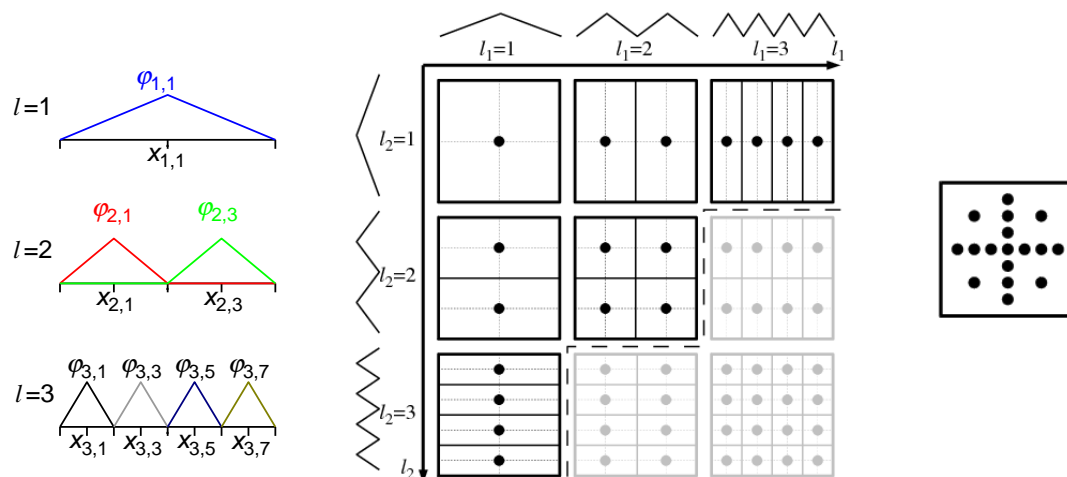 l=1
φ1,1
x1,1
l=2
φ2,1 φ2,3
x2,1 x2,3
l=3
φ3,1 φ3,3 φ3,5 φ3,7
x3,1 x3,3 x3,5 x3,7
l1=1 l1=2 l1=3 l1
l2=1
l2=2
l2=3
l2